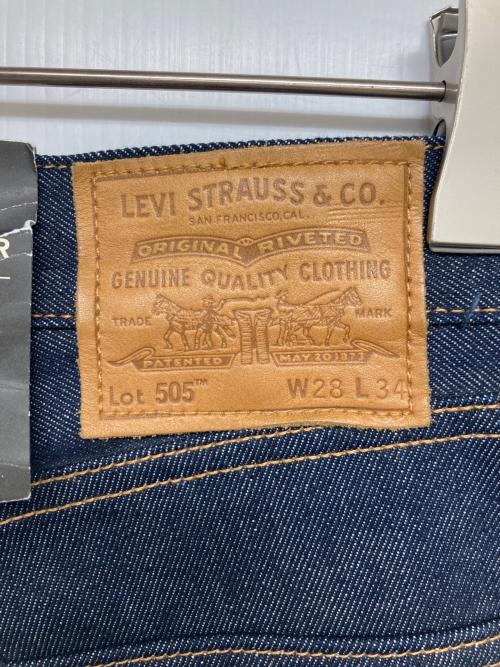 LEVI STRAUSS & CO.
SAN FRANCISCO, CAL.
ORIGINAL RIVETED
GENUINE QUALITY CLOTHING
TRADE MARK
PATENTED MAY 20 1873
Lot 505™ W28 L 34
R